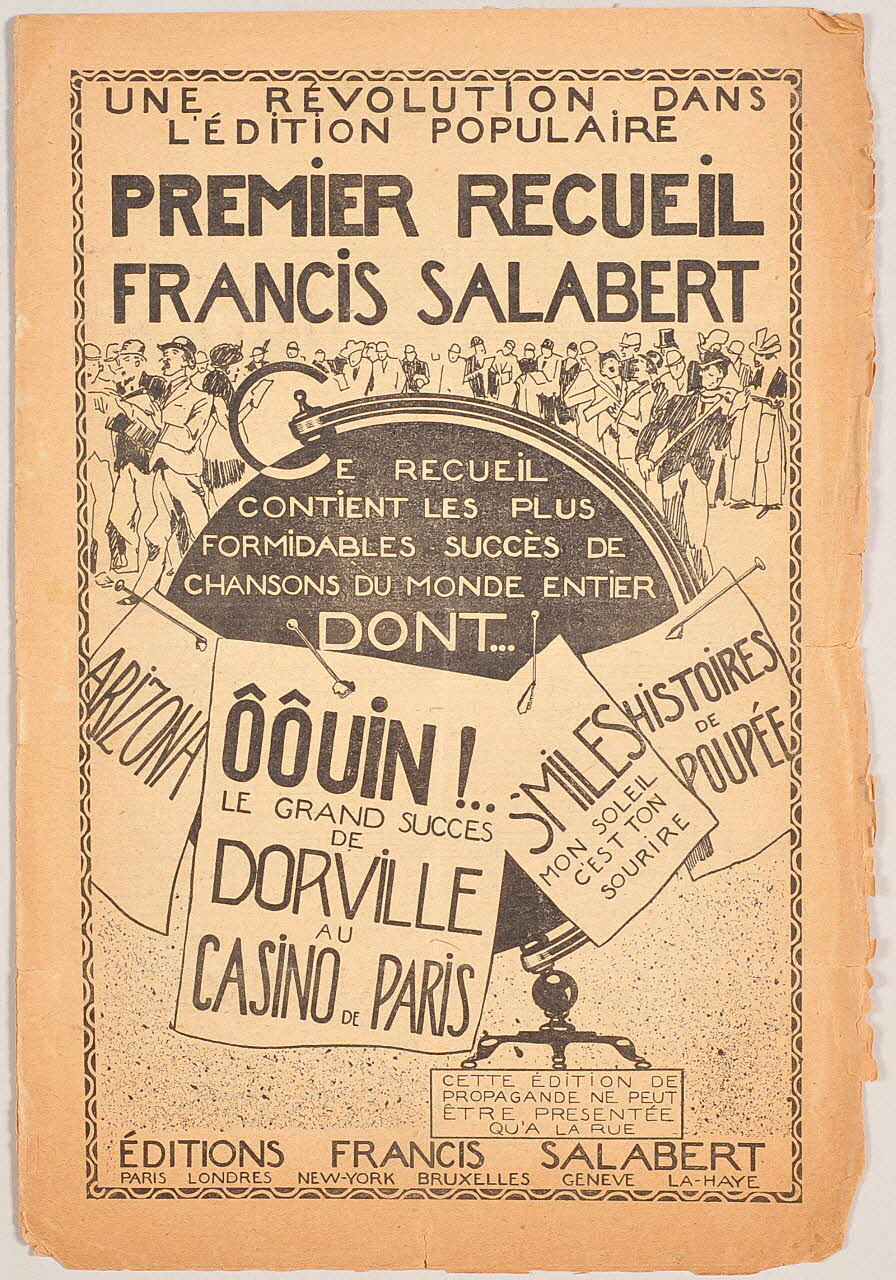 UNE RÉVOLUTION DANS
L'ÉDITION POPULAIRE
PREMIER RECUEIL
FRANCIS SALABERT
CE RECUEIL
CONTIENT LES PLUS
FORMIDABLES SUCCÈS DE
CHANSONS DU MONDE ENTIER
DONT...
ARIZONA
ÔÔUIN !..
LE GRAND SUCCES
DE
DORVILLE
AU
CASINO DE PARIS
SMILES
MON SOLEIL
C'EST TON
SOURIRE
HISTOIRES
DE
POUPÉE
CETTE ÉDITION DE
PROPAGANDE NE PEUT
ÊTRE PRESENTÉE
QU'A LA RUE
ÉDITIONS FRANCIS SALABERT
PARIS LONDRES NEW-YORK BRUXELLES GENEVE LA-HAYE